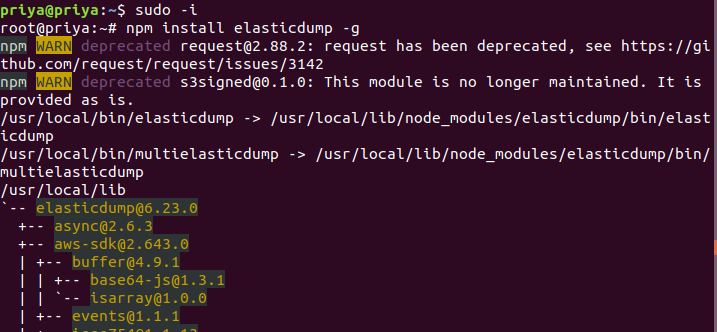 priya@priya:~$ sudo -i
root@priya:~# npm install elasticdump -g
npm WARN deprecated request@2.88.2: request has been deprecated, see https://gi
thub.com/request/request/issues/3142
npm WARN deprecated s3signed@0.1.0: This module is no longer maintained. It is
provided as is.
/usr/local/bin/elasticdump -> /usr/local/lib/node_modules/elasticdump/bin/elast
icdump
/usr/local/bin/multielasticdump -> /usr/local/lib/node_modules/elasticdump/bin/
multielasticdump
/usr/local/lib
`-- elasticdump@6.23.0
  +-- async@2.6.3
  +-- aws-sdk@2.643.0
  | +-- buffer@4.9.1
  | | +-- base64-js@1.3.1
  | | `-- isarray@1.0.0
  | +-- events@1.1.1